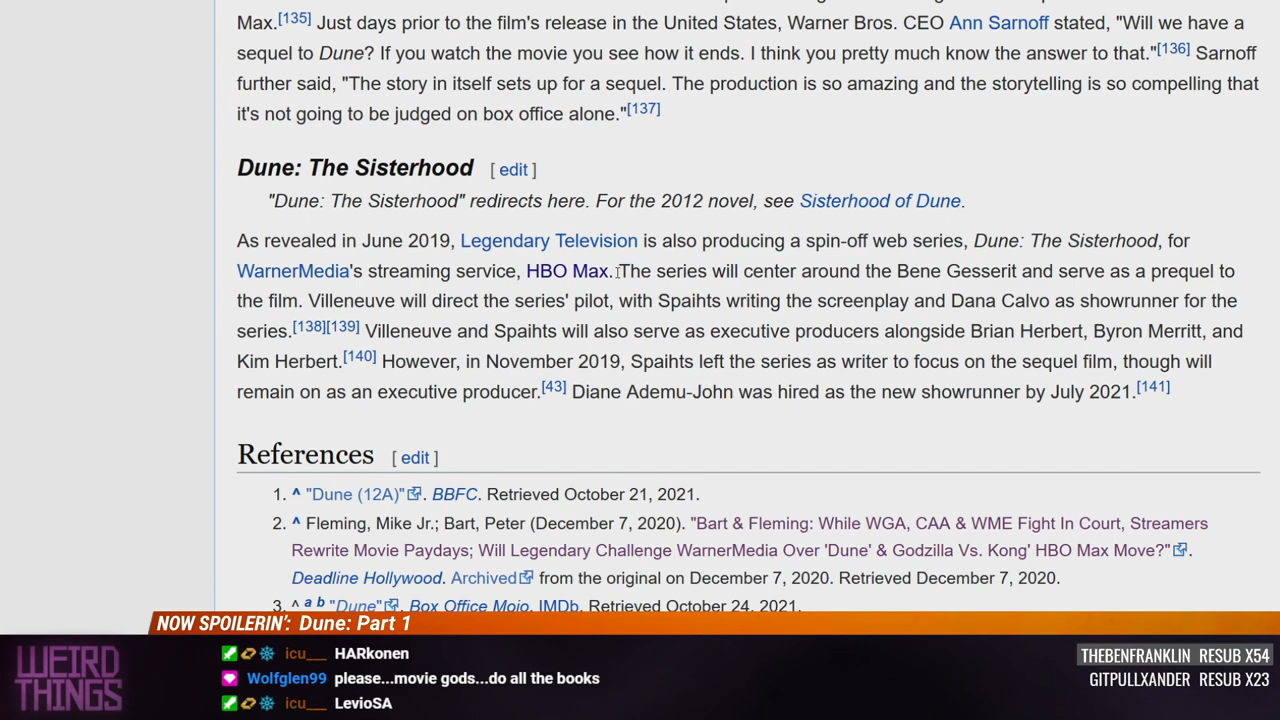 Max.[135] Just days prior to the film's release in the United States, Warner Bros. CEO Ann Sarnoff stated, "Will we have a
sequel to Dune? If you watch the movie you see how it ends. I think you pretty much know the answer to that."[136] Sarnoff
further said, "The story in itself sets up for a sequel. The production is so amazing and the storytelling is so compelling that
it's not going to be judged on box office alone."[137]
Dune: The Sisterhood [ edit ]
"Dune: The Sisterhood" redirects here. For the 2012 novel, see Sisterhood of Dune.
As revealed in June 2019, Legendary Television is also producing a spin-off web series, Dune: The Sisterhood, for
WarnerMedia's streaming service, HBO Max. The series will center around the Bene Gesserit and serve as a prequel to
the film. Villeneuve will direct the series' pilot, with Spaihts writing the screenplay and Dana Calvo as showrunner for the
series.[138][139] Villeneuve and Spaihts will also serve as executive producers alongside Brian Herbert, Byron Merritt, and
Kim Herbert.[140] However, in November 2019, Spaihts left the series as writer to focus on the sequel film, though will
remain on as an executive producer.[43] Diane Ademu-John was hired as the new showrunner by July 2021.[141]
References [ edit ]
1. ^ "Dune (12A)". BBFC. Retrieved October 21, 2021.
2. ^ Fleming, Mike Jr.; Bart, Peter (December 7, 2020). "Bart & Fleming: While WGA, CAA & WME Fight In Court, Streamers
Rewrite Movie Paydays; Will Legendary Challenge WarnerMedia Over 'Dune' & Godzilla Vs. Kong' HBO Max Move?".
Deadline Hollywood. Archived from the original on December 7, 2020. Retrieved December 7, 2020.
3. ^ a b "Dune". Box Office Mojo. IMDb. Retrieved October 24, 2021.
NOW SPOILERIN': Dune: Part 1
WEIRD
THINGS
icu___ HARkonen
Wolfglen99 please...movie gods...do all the books
icu___ LevioSA
THEBENFRANKLIN RESUB X54
GITPULLXANDER RESUB X23